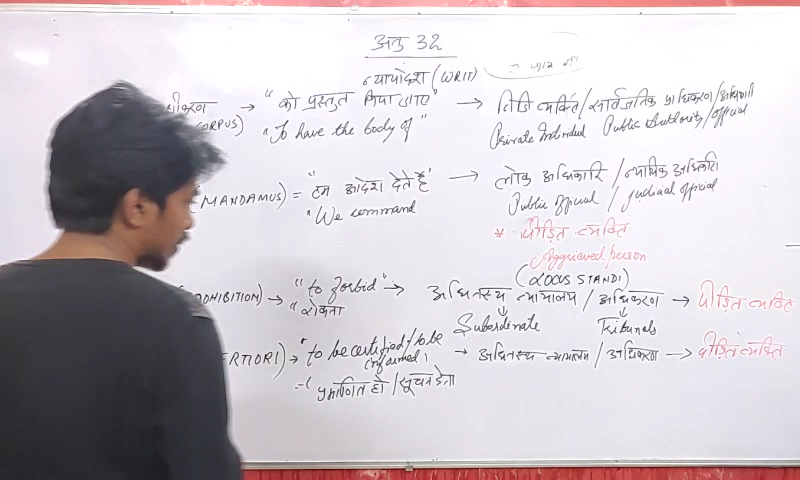 अनु 32
न्यायादेश (WRIT)
"को प्रस्तुत किया जाए" → निजी व्यक्ति / सार्वजनिक प्राधिकरण /
CORPUS) "To have the body of" Private Individual Public Authority / official
(MANDAMUS) = "हम आदेश देते हैं" → लोक अधिकारि / न्यायिक अधिकारी
"We command Public official / Judicial official
* पीड़ित व्यक्ति
Aggrieved person
(LOCUS STANDI)
OHIBITION) → "to forbid" → अधिनस्थ न्यायालय / अधिकरण → पीड़ित व्यक्ति
"रोकना Subordinate Tribunals
ERTIORI) → "to be certified / to be informed) → अधिनस्थ न्यायालय / अधिकरण → पीड़ित व्यक्ति
प्रमाणित हो / सूचना देना